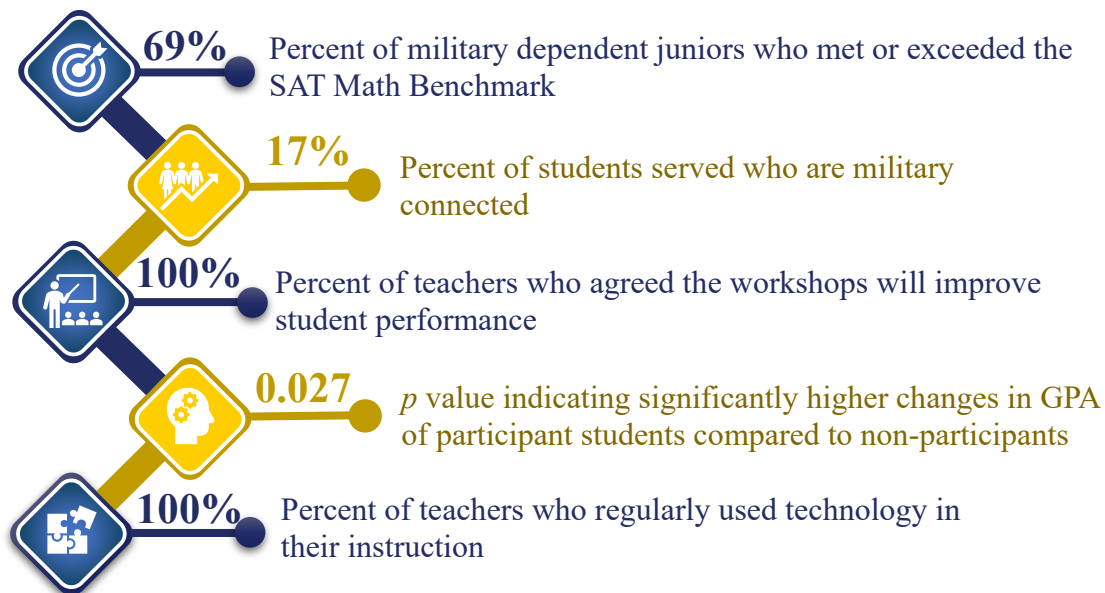 69%
Percent of military dependent juniors who met or exceeded the
SAT Math Benchmark
17%
Percent of students served who are military
connected
100%
Percent of teachers who agreed the workshops will improve
student performance
0.027
p value indicating significantly higher changes in GPA
of participant students compared to non-participants
100%
Percent of teachers who regularly used technology in
their instruction